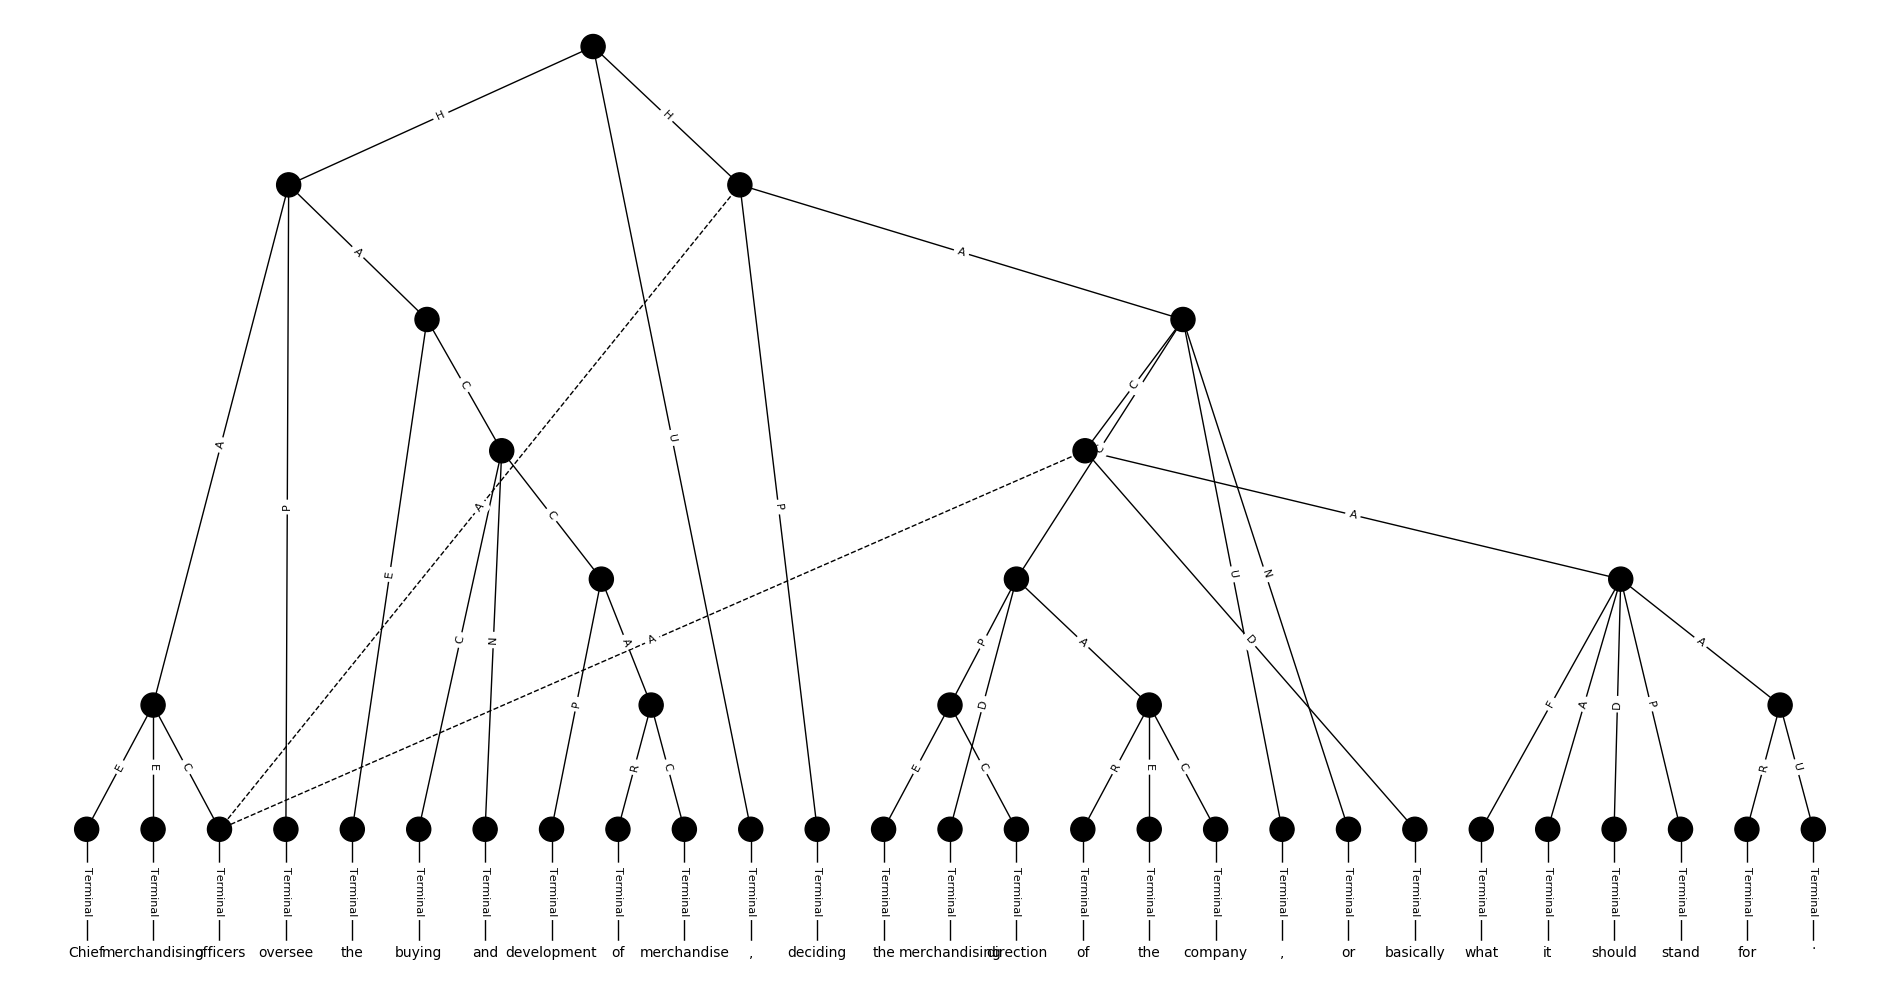 H H
A P A U A P A
E C C C
A C N C A D A U N
E E C P A P D A F A D P A
R C E C R E C R U
Terminal Terminal Terminal Terminal Terminal Terminal Terminal Terminal Terminal Terminal Terminal Terminal Terminal Terminal Terminal Terminal Terminal Terminal Terminal Terminal Terminal Terminal Terminal Terminal Terminal Terminal Terminal
Chief merchandising officers oversee the buying and development of merchandise , deciding the merchandising direction of the company , or basically what it should stand for .